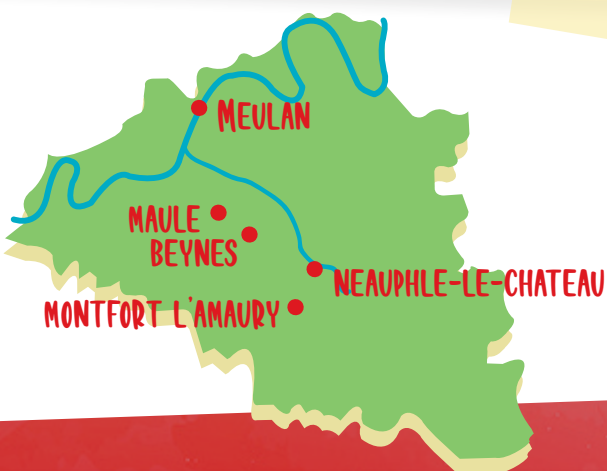 MEULAN
MAULE
BEYNES
NEAUPHLE-LE-CHATEAU
MONTFORT L'AMAURY